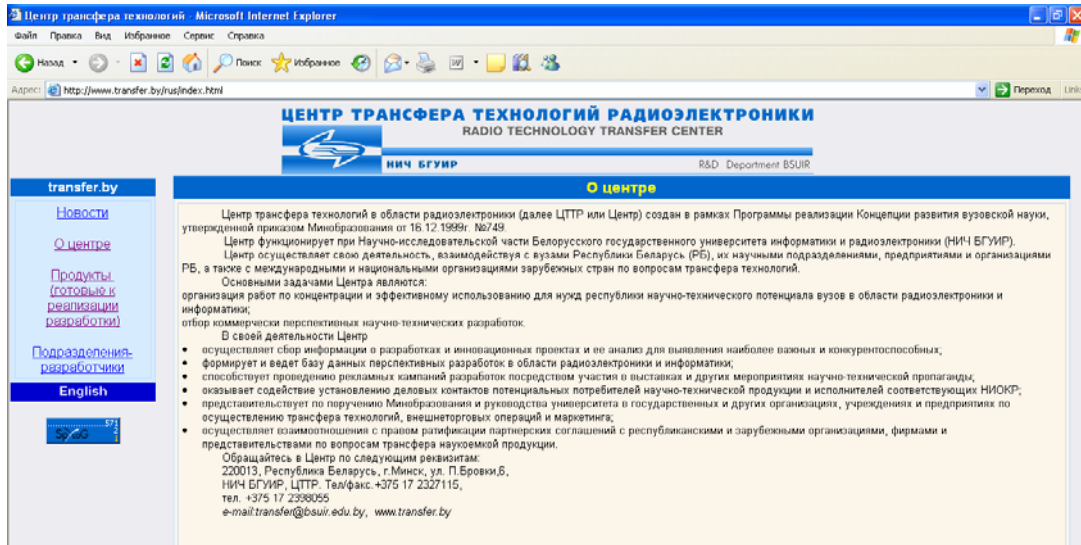 Центр трансфера технологий - Microsoft Internet Explorer
Файл Правка Вид Избранное Сервис Справка
Назад Поиск Избранное
Адрес: http://www.transfer.by/rus/index.html Переход Links
ЦЕНТР ТРАНСФЕРА ТЕХНОЛОГИЙ РАДИОЭЛЕКТРОНИКИ
RADIO TECHNOLOGY TRANSFER CENTER
НИЧ БГУИР R&D Department BSUIR
transfer.by
Новости
О центре
Продукты
(готовые к
реализации
разработки)
Подразделения-
разработчики
English
О центре
Центр трансфера технологий в области радиоэлектроники (далее ЦТТР или Центр) создан в рамках Программы реализации Концепции развития вузовской науки,
утвержденной приказом Минобразования от 16.12.1999г. №749.
Центр функционирует при Научно-исследовательской части Белорусского государственного университета информатики и радиоэлектроники (НИЧ БГУИР).
Центр осуществляет свою деятельность, взаимодействуя с вузами Республики Беларусь (РБ), их научными подразделениями, предприятиями и организациями
РБ, а также с международными и национальными организациями зарубежных стран по вопросам трансфера технологий.
Основными задачами Центра являются:
организация работ по концентрации и эффективному использованию для нужд республики научно-технического потенциала вузов в области радиоэлектроники и
информатики;
отбор коммерчески перспективных научно-технических разработок.
В своей деятельности Центр
• осуществляет сбор информации о разработках и инновационных проектах и ее анализ для выявления наиболее важных и конкурентоспособных;
• формирует и ведет базу данных перспективных разработок в области радиоэлектроники и информатики;
• способствует проведению рекламных кампаний разработок посредством участия в выставках и других мероприятиях научно-технической пропаганды;
• оказывает содействие установлению деловых контактов потенциальных потребителей научно-технической продукции и исполнителей соответствующих НИОКР;
• представительствует по поручению Минобразования и руководства университета в государственных и других организациях, учреждениях и предприятиях по
осуществлению трансфера технологий, внешнеторговых операций и маркетинга;
• осуществляет взаимоотношения с правом ратификации партнерских соглашений с республиканскими и зарубежными организациями, фирмами и
представительствами по вопросам трансфера наукоемкой продукции.
Обращайтесь в Центр по следующим реквизитам:
220013, Республика Беларусь, г.Минск, ул. П.Бровки,6,
НИЧ БГУИР, ЦТТР. Тел/факс.+375 17 2327115,
тел. +375 17 2398055
e-mail:transfer@bsuir.edu.by, www.transfer.by